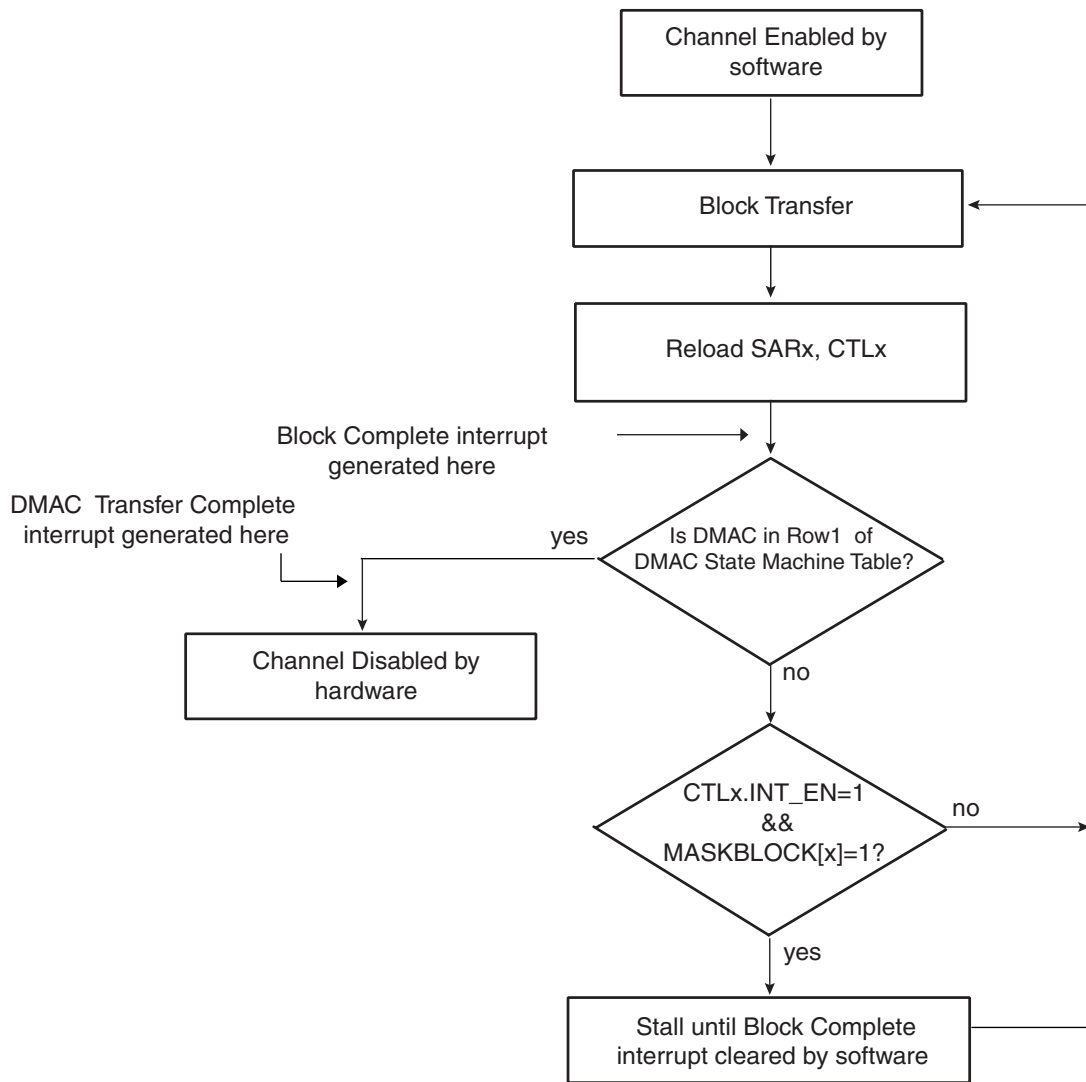 Channel Enabled by
software
Block Transfer
Reload SARx, CTLx
Block Complete interrupt
generated here
DMAC Transfer Complete
interrupt generated here
yes
Is DMAC in Row1 of
DMAC State Machine Table?
Channel Disabled by
hardware
no
CTLx.INT_EN=1
&&
MASKBLOCK[x]=1?
no
yes
Stall until Block Complete
interrupt cleared by software